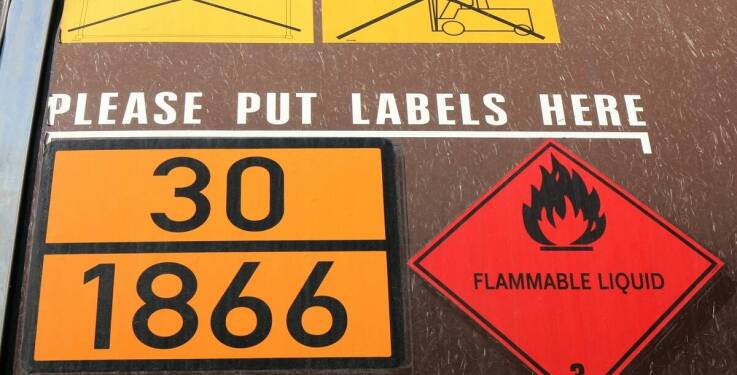 PLEASE PUT LABELS HERE
30
1866
FLAMMABLE LIQUID
3